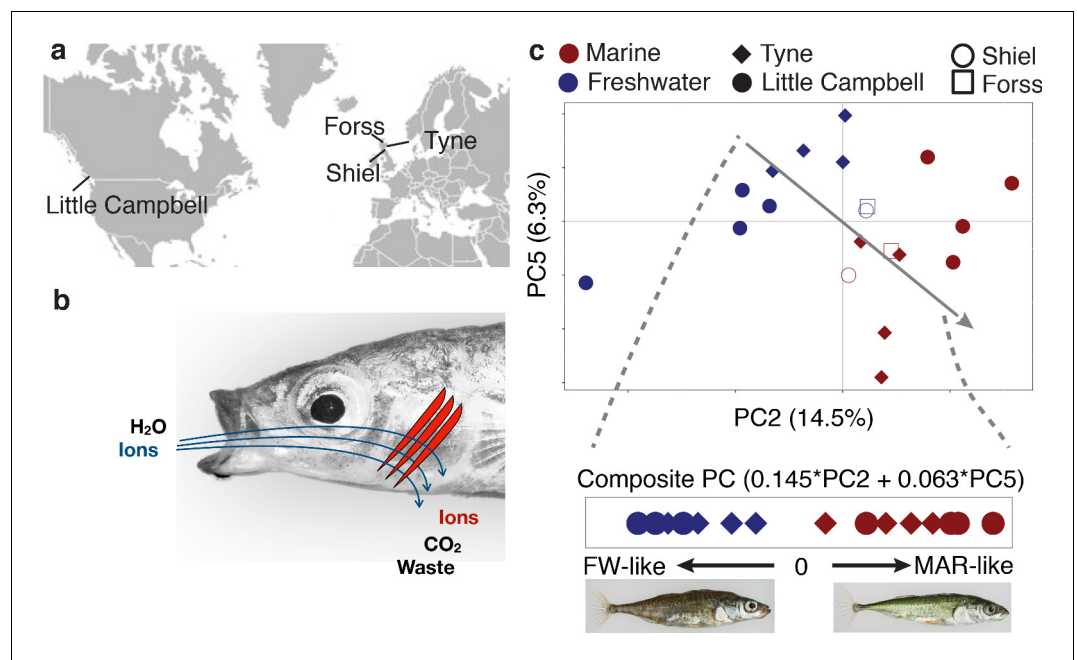 a
Forss
Tyne
Shiel
Little Campbell
b
H₂O
Ions
Ions
CO₂
Waste
c
Marine
Tyne
Shiel
Freshwater
Little Campbell
Forss
PC5 (6.3%)
PC2 (14.5%)
Composite PC (0.145*PC2 + 0.063*PC5)
FW-like
0
MAR-like